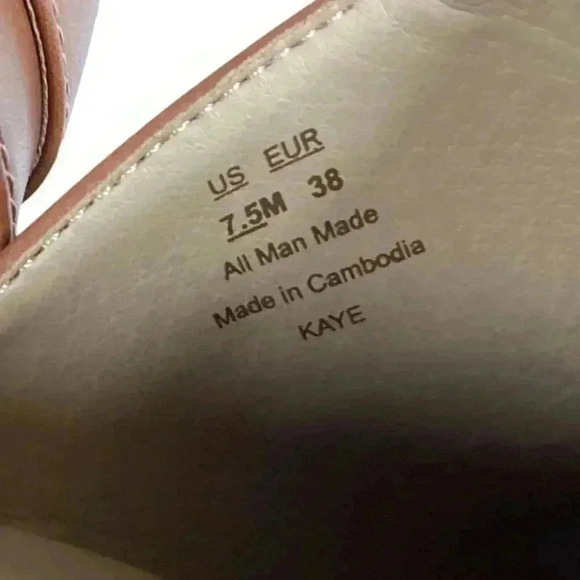 US EUR
7.5M 38
All Man Made
Made in Cambodia
KAYE